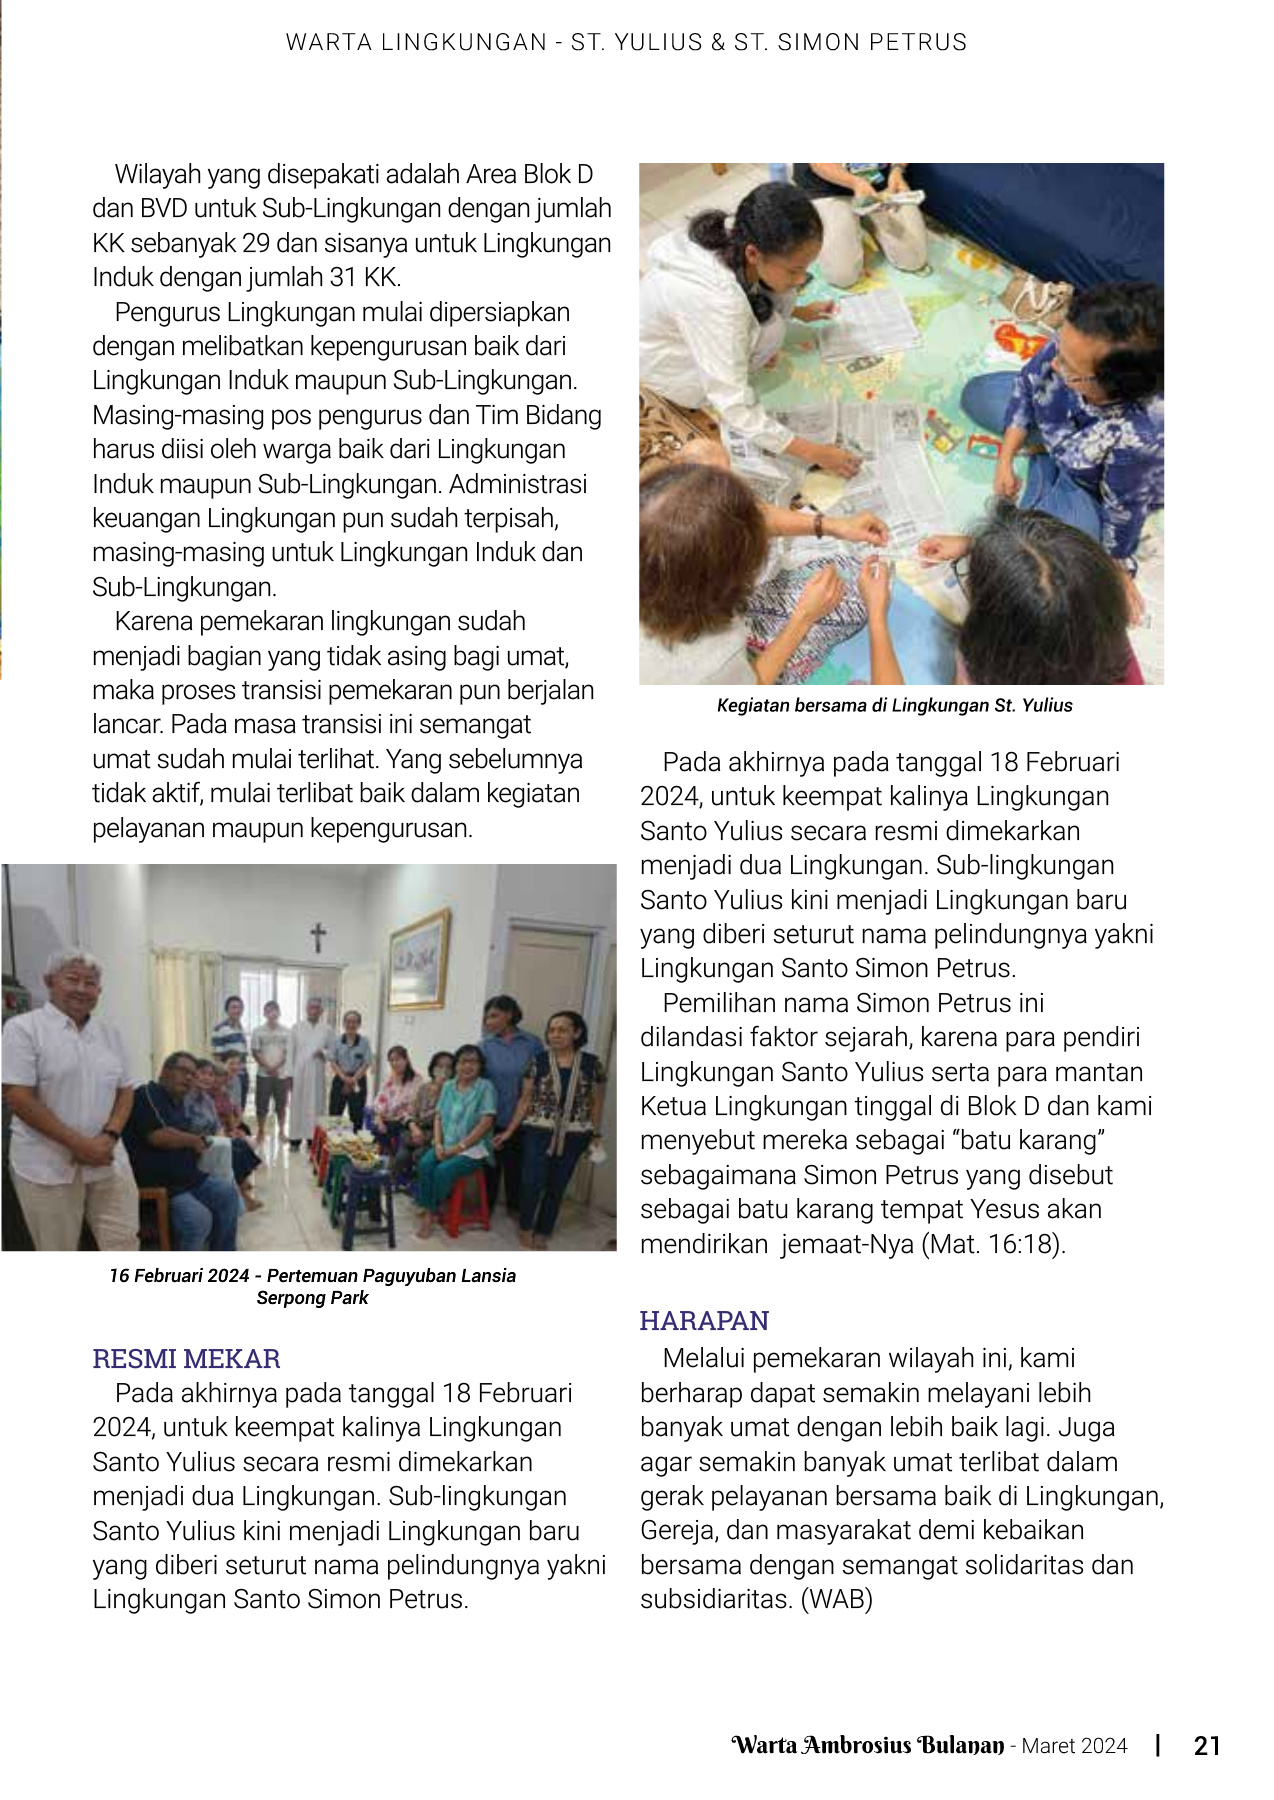 WARTA LINGKUNGAN - ST. YULIUS & ST. SIMON PETRUS
Wilayah yang disepakati adalah Area Blok D
dan BVD untuk Sub-Lingkungan dengan jumlah
KK sebanyak 29 dan sisanya untuk Lingkungan
Induk dengan jumlah 31 KK.
Pengurus Lingkungan mulai dipersiapkan
dengan melibatkan kepengurusan baik dari
Lingkungan Induk maupun Sub-Lingkungan.
Masing-masing pos pengurus dan Tim Bidang
harus diisi oleh warga baik dari Lingkungan
Induk maupun Sub-Lingkungan. Administrasi
keuangan Lingkungan pun sudah terpisah,
masing-masing untuk Lingkungan Induk dan
Sub-Lingkungan.
Karena pemekaran lingkungan sudah
menjadi bagian yang tidak asing bagi umat,
maka proses transisi pemekaran pun berjalan
lancar. Pada masa transisi ini semangat
umat sudah mulai terlihat. Yang sebelumnya
tidak aktif, mulai terlibat baik dalam kegiatan
pelayanan maupun kepengurusan.
16 Februari 2024 - Pertemuan Paguyuban Lansia
Serpong Park
RESMI MEKAR
Pada akhirnya pada tanggal 18 Februari
2024, untuk keempat kalinya Lingkungan
Santo Yulius secara resmi dimekarkan
menjadi dua Lingkungan. Sub-lingkungan
Santo Yulius kini menjadi Lingkungan baru
yang diberi seturut nama pelindungnya yakni
Lingkungan Santo Simon Petrus.
Kegiatan bersama di Lingkungan St. Yulius
Pada akhirnya pada tanggal 18 Februari
2024, untuk keempat kalinya Lingkungan
Santo Yulius secara resmi dimekarkan
menjadi dua Lingkungan. Sub-lingkungan
Santo Yulius kini menjadi Lingkungan baru
yang diberi seturut nama pelindungnya yakni
Lingkungan Santo Simon Petrus.
Pemilihan nama Simon Petrus ini
dilandasi faktor sejarah, karena para pendiri
Lingkungan Santo Yulius serta para mantan
Ketua Lingkungan tinggal di Blok D dan kami
menyebut mereka sebagai “batu karang”
sebagaimana Simon Petrus yang disebut
sebagai batu karang tempat Yesus akan
mendirikan  jemaat-Nya (Mat. 16:18).
HARAPAN
Melalui pemekaran wilayah ini, kami
berharap dapat semakin melayani lebih
banyak umat dengan lebih baik lagi. Juga
agar semakin banyak umat terlibat dalam
gerak pelayanan bersama baik di Lingkungan,
Gereja, dan masyarakat demi kebaikan
bersama dengan semangat solidaritas dan
subsidiaritas. (WAB)
Warta Ambrosius Bulanan - Maret 2024 | 21